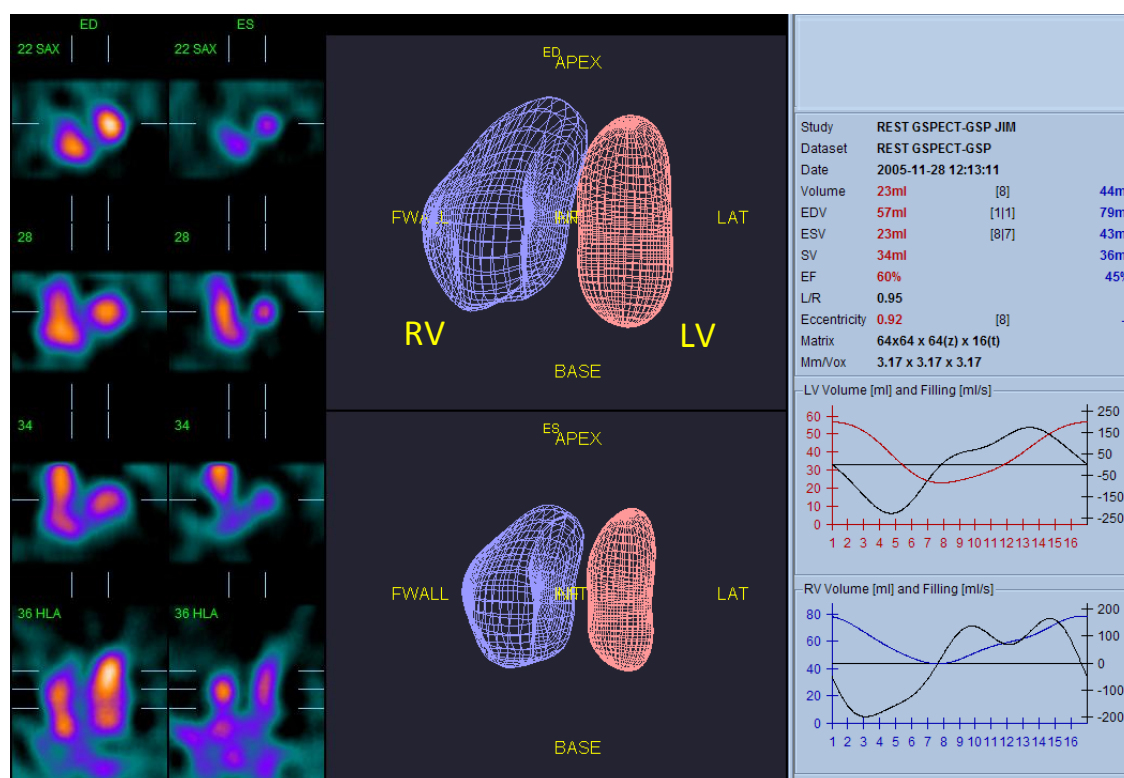 ED ES
22 SAX 22 SAX
28 28
34 34
36 HLA 36 HLA
ED APEX
FWALL LAT
RV LV
BASE
ES APEX
FWALL LAT
BASE
Study REST GSPECT-GSP JIM
Dataset REST GSPECT-GSP
Date 2005-11-28 12:13:11
Volume 23ml [8] 44m
EDV 57ml [1|1] 79m
ESV 23ml [8|7] 43m
SV 34ml 36m
EF 60% 45%
L/R 0.95
Eccentricity 0.92 [8] -
Matrix 64x64 x 64(z) x 16(t)
Mm/Vox 3.17 x 3.17 x 3.17
LV Volume [ml] and Filling [ml/s]
60 250
50 150
40 50
30 -50
20 -150
10 -250
0
1 2 3 4 5 6 7 8 9 10 11 12 13 14 15 16
RV Volume [ml] and Filling [ml/s]
80 200
60 100
40 0
20 -100
0 -200
1 2 3 4 5 6 7 8 9 10 11 12 13 14 15 16